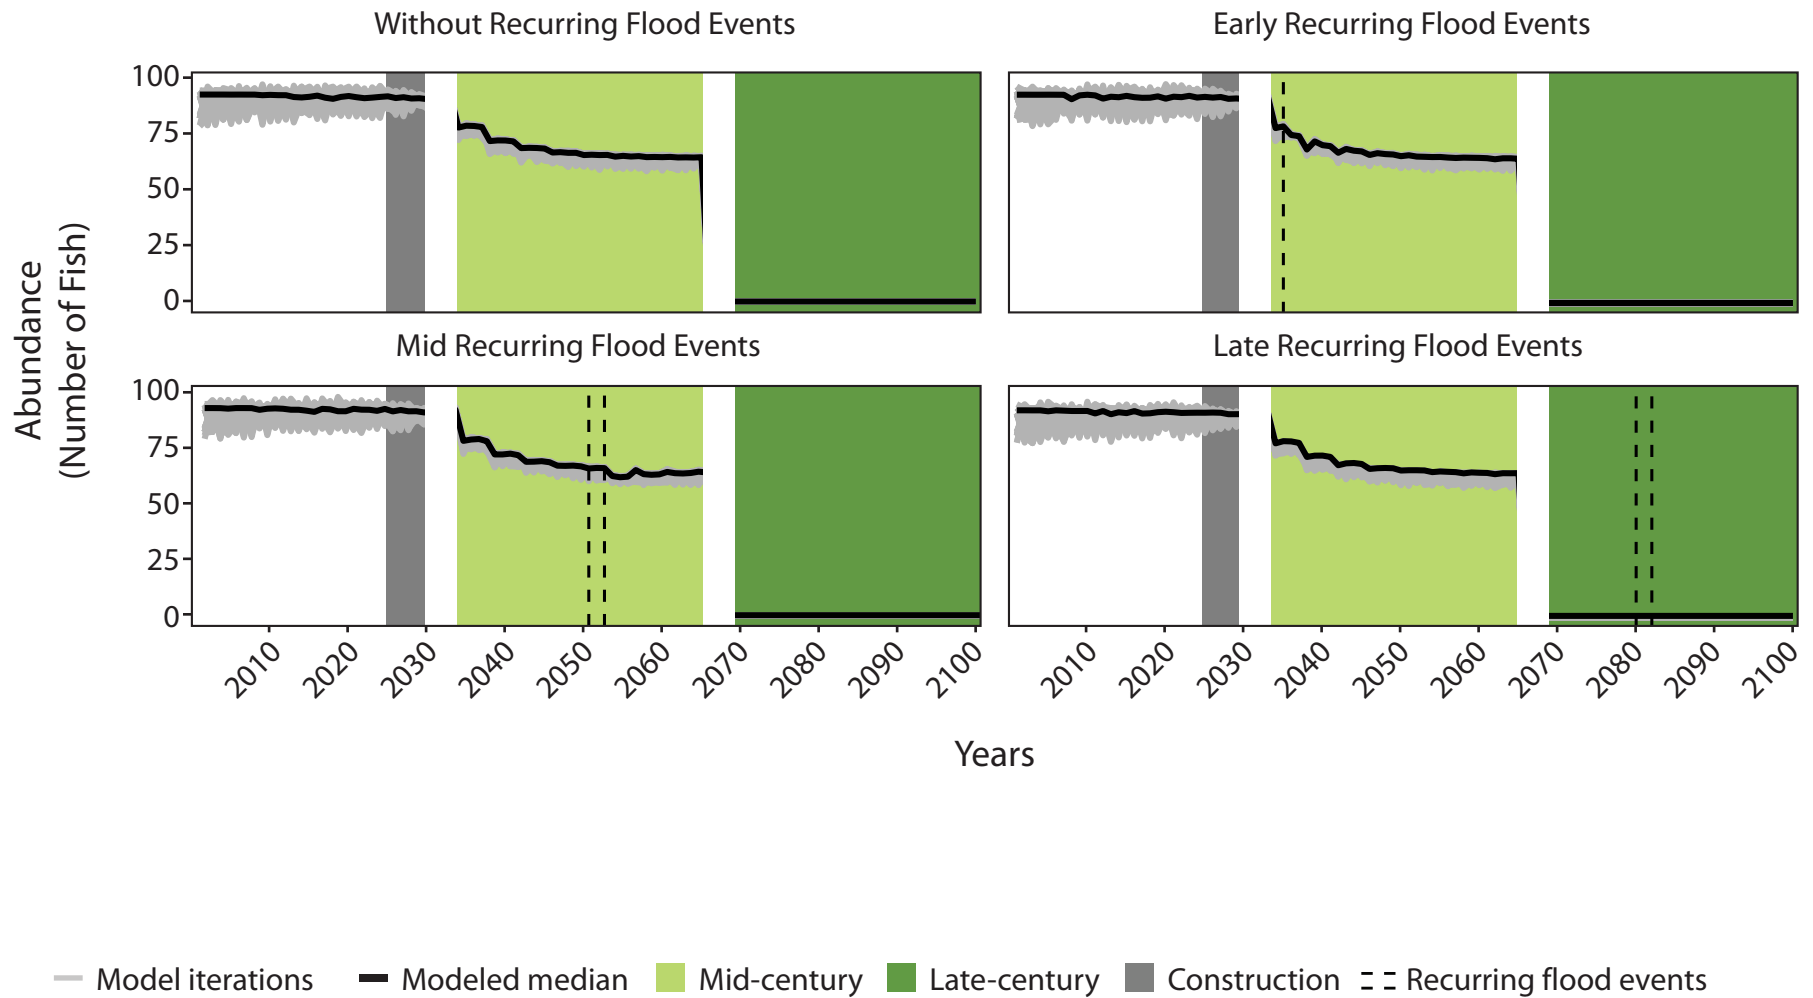 Without Recurring Flood Events
Early Recurring Flood Events
100
75
50
25
0
Mid Recurring Flood Events
Late Recurring Flood Events
100
75
50
25
0
Abundance
(Number of Fish)
2010 2020 2030 2040 2050 2060 2070 2080 2090 2100
2010 2020 2030 2040 2050 2060 2070 2080 2090 2100
Years
Model iterations Modeled median Mid-century Late-century Construction Recurring flood events